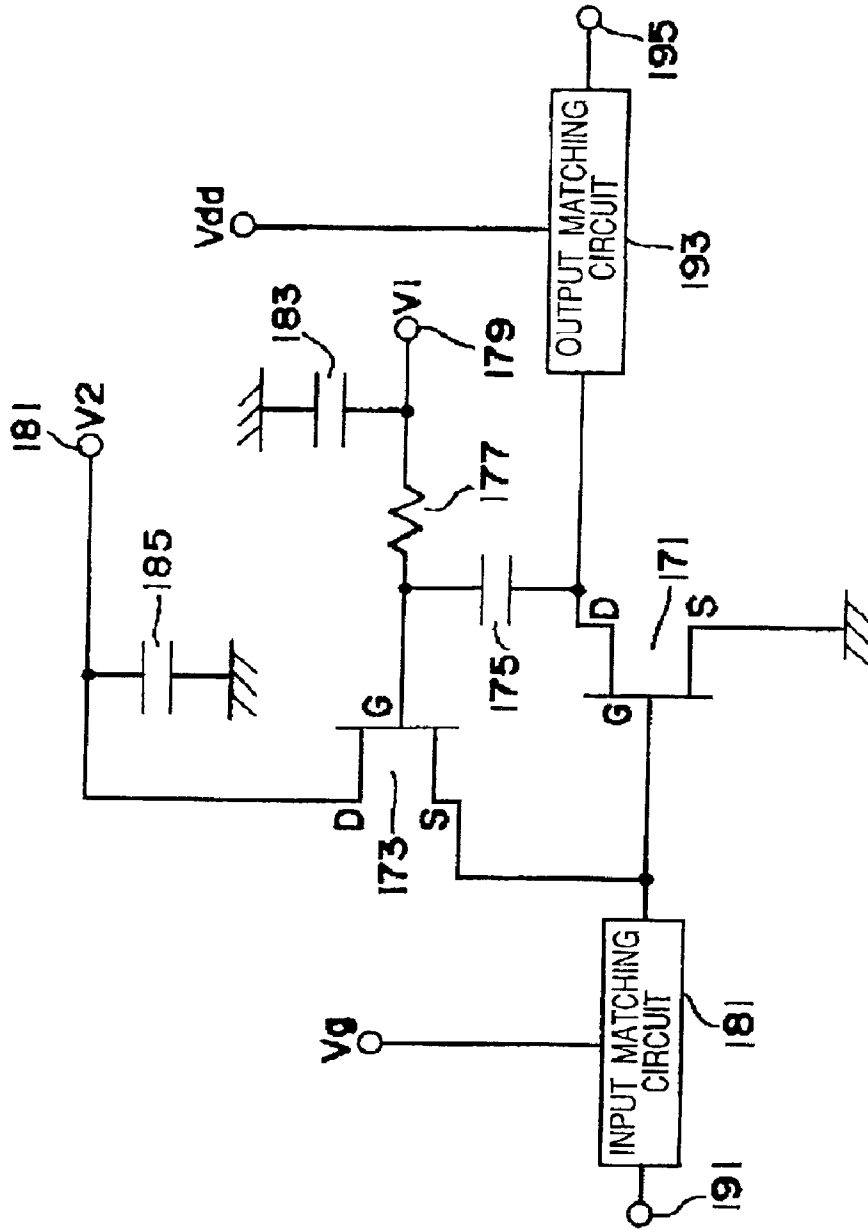 181
V2
185
Vdd
183
V1
179
177
D
G
S
173
175
D
G
S
171
OUTPUT MATCHING
CIRCUIT
193
195
Vg
INPUT MATCHING
CIRCUIT
181
191